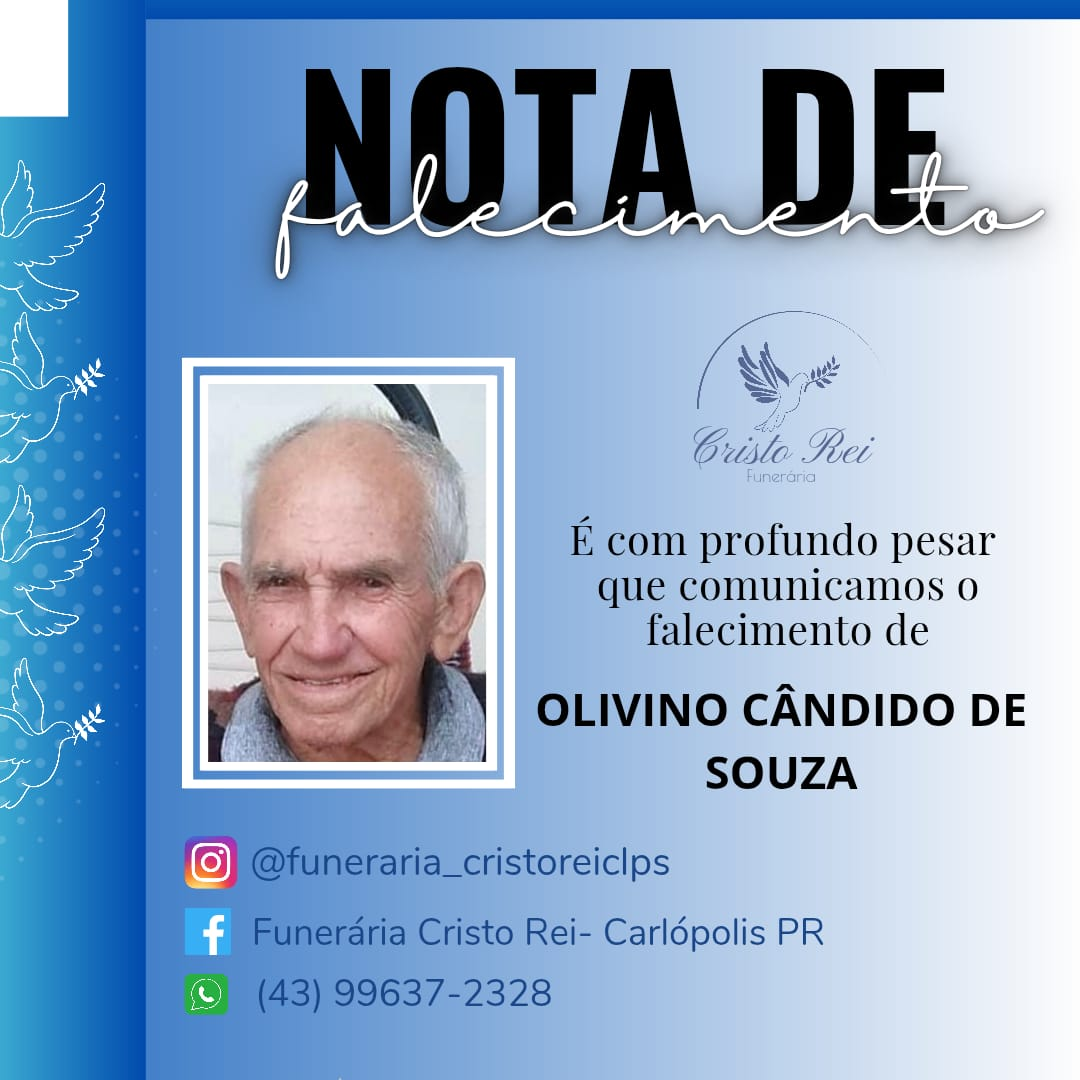 NOTA DE
falecimento
Cristo Rei
Funerária
É com profundo pesar
que comunicamos o
falecimento de
OLIVINO CÂNDIDO DE
SOUZA
@funeraria_cristoreiclps
Funerária Cristo Rei- Carlópolis PR
(43) 99637-2328